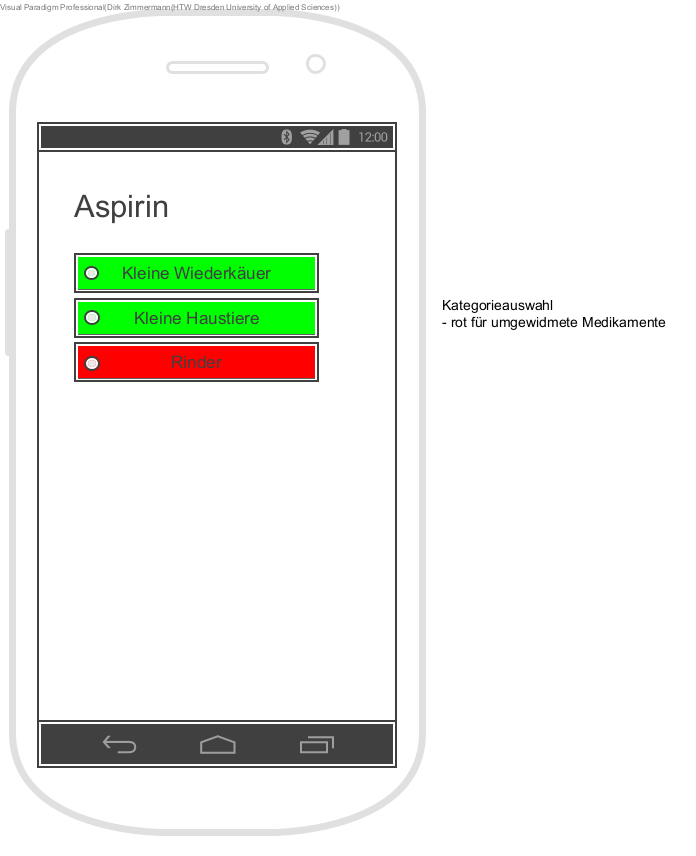 Visual Paradigm Professional(Dirk Zimmermann(HTW Dresden University of Applied Sciences))
12:00
Aspirin
Kleine Wiederkäuer
Kleine Haustiere
Rinder
Kategorieauswahl
- rot für umgewidmete Medikamente